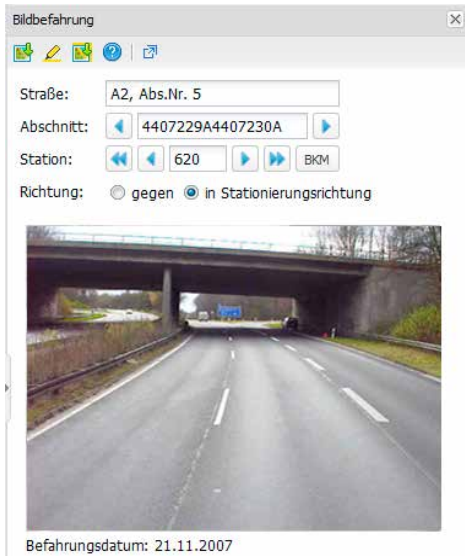 Bildbefahrung
Straße: A2, Abs.Nr. 5
Abschnitt: 4407229A4407230A
Station: 620 BKM
Richtung: gegen in Stationierungsrichtung
Befahrungsdatum: 21.11.2007